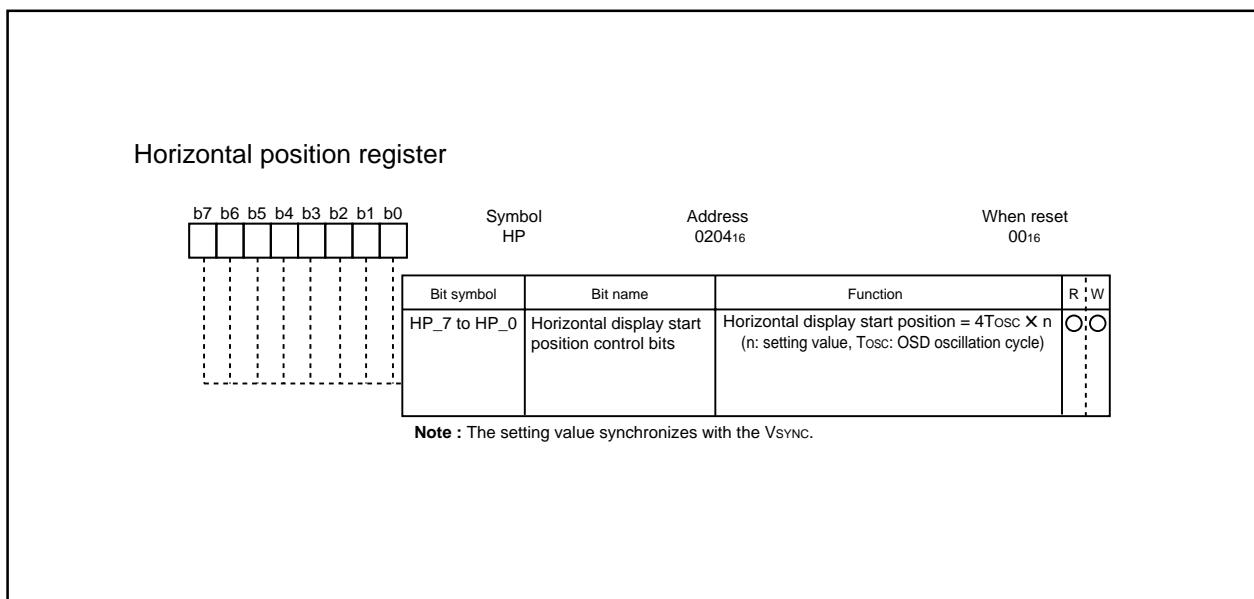 Horizontal position register
b7 b6 b5 b4 b3 b2 b1 b0
Symbol Address When reset
HP 020416 0016
Bit symbol Bit name Function R W
HP_7 to HP_0 Horizontal display start position control bits Horizontal display start position = 4TOSC X n
(n: setting value, TOSC: OSD oscillation cycle)
Note : The setting value synchronizes with the VSYNC.